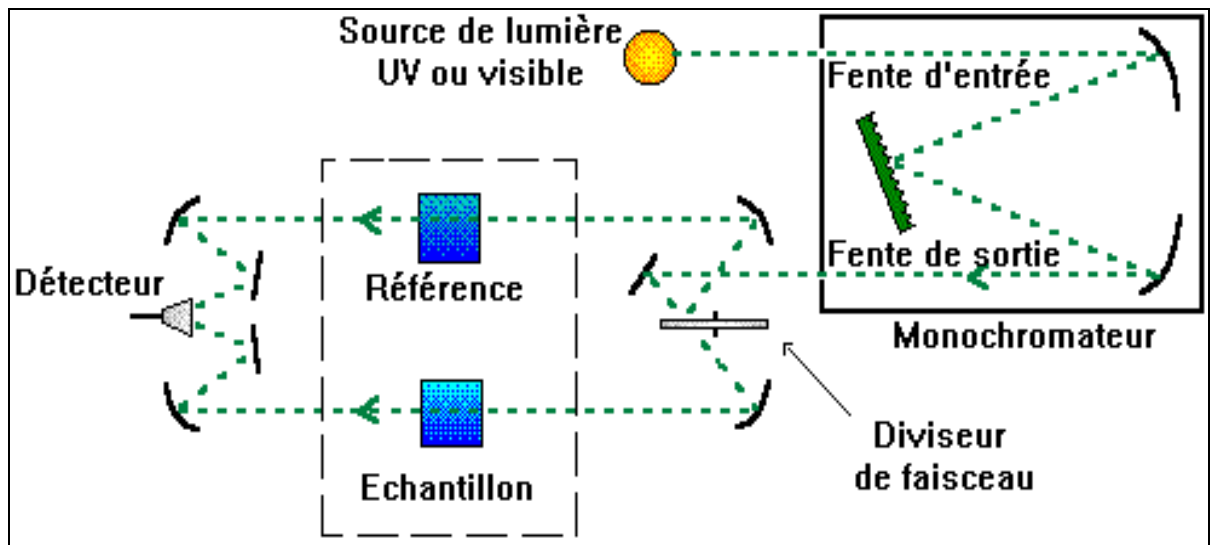 Source de lumière
UV ou visible
Fente d'entrée
Fente de sortie
Monochromateur
Détecteur
Référence
Echantillon
Diviseur
de faisceau